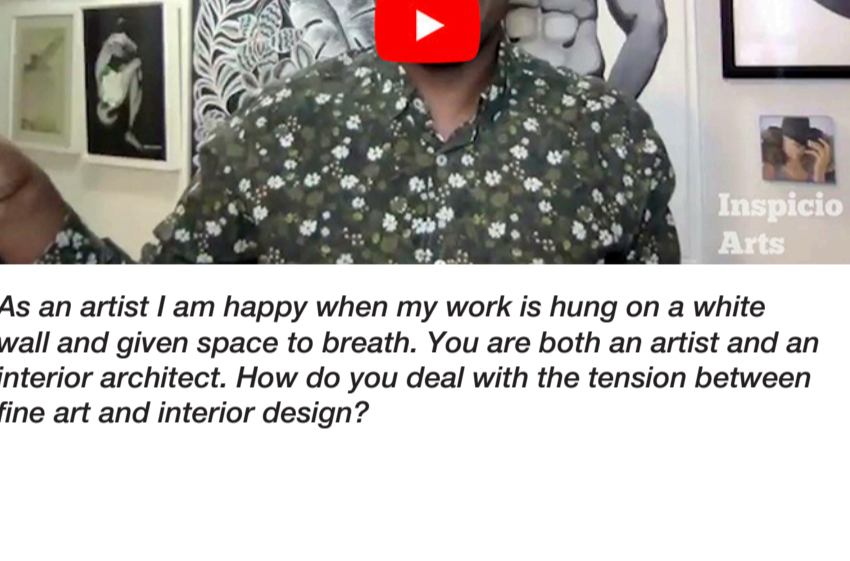 Inspicio
Arts
As an artist I am happy when my work is hung on a white
wall and given space to breath. You are both an artist and an
interior architect. How do you deal with the tension between
fine art and interior design?